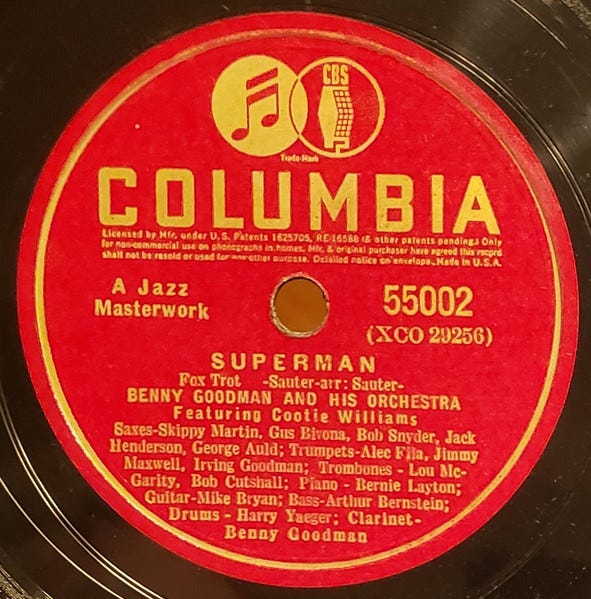 CBS
Trade Mark
COLUMBIA
Licensed by Mfr. under U.S. Patents 1625705, RE 16588 (& other patents pending.) Only
for non-commercial use on phonographs in homes. Mfr. & original purchaser have agreed this record
shall not be resold or used for any other purpose. Detailed notice on envelope. Made in U.S.A.
A Jazz
Masterwork
55002
(XCO 29256)
SUPERMAN
Fox Trot -Sauter-arr: Sauter-
BENNY GOODMAN AND HIS ORCHESTRA
Featuring Cootie Williams
Saxes-Skippy Martin, Gus Bivona, Bob Snyder, Jack
Henderson, George Auld; Trumpets-Alec Fila, Jimmy
Maxwell, Irving Goodman; Trombones - Lou Mc-
Garity, Bob Cutshall; Piano - Bernie Layton;
Guitar-Mike Bryan; Bass-Arthur Bernstein;
Drums - Harry Yaeger; Clarinet-
Benny Goodman